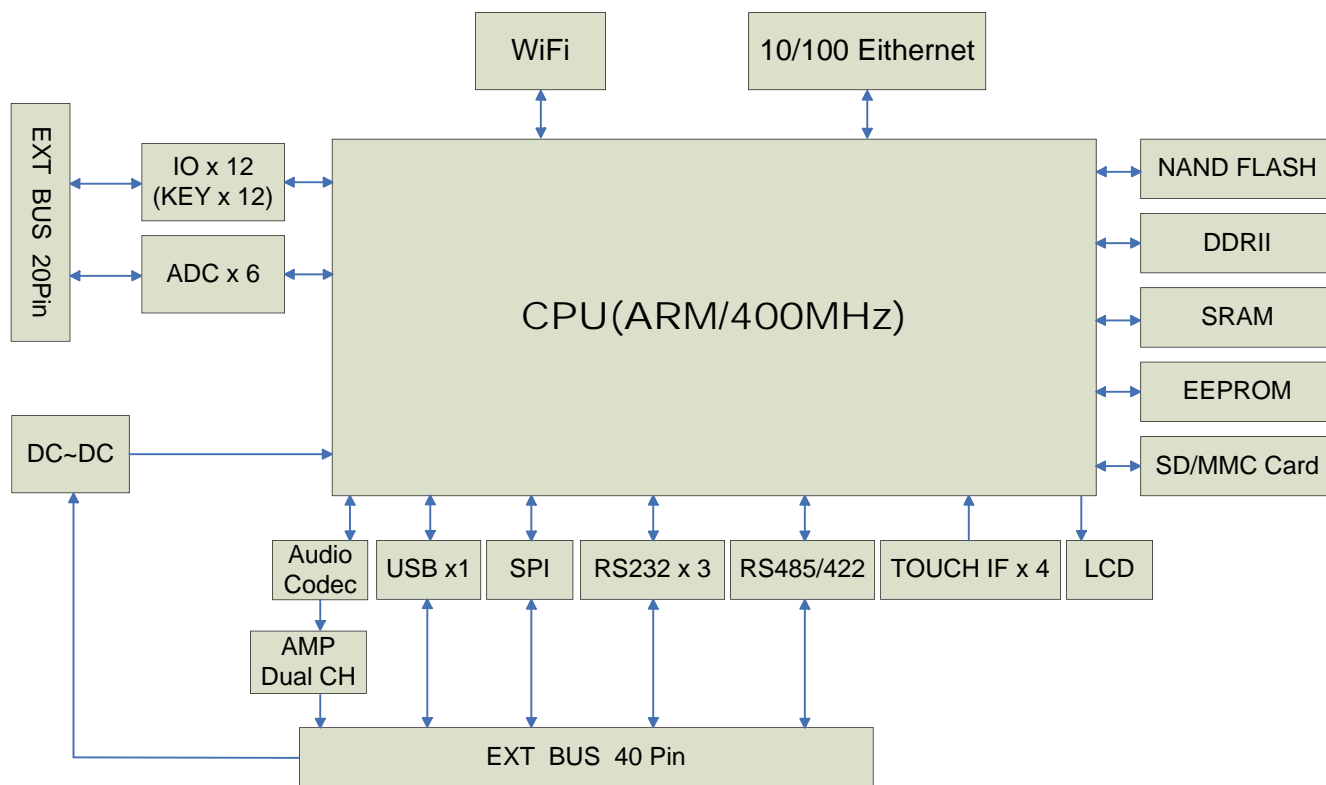 WiFi
10/100 Eithernet
EXT BUS 20Pin
IO x 12
(KEY x 12)
ADC x 6
CPU(ARM/400MHz)
NAND FLASH
DDRII
SRAM
EEPROM
SD/MMC Card
DC~DC
Audio
Codec
USB x1
SPI
RS232 x 3
RS485/422
TOUCH IF x 4
LCD
AMP
Dual CH
EXT BUS 40 Pin